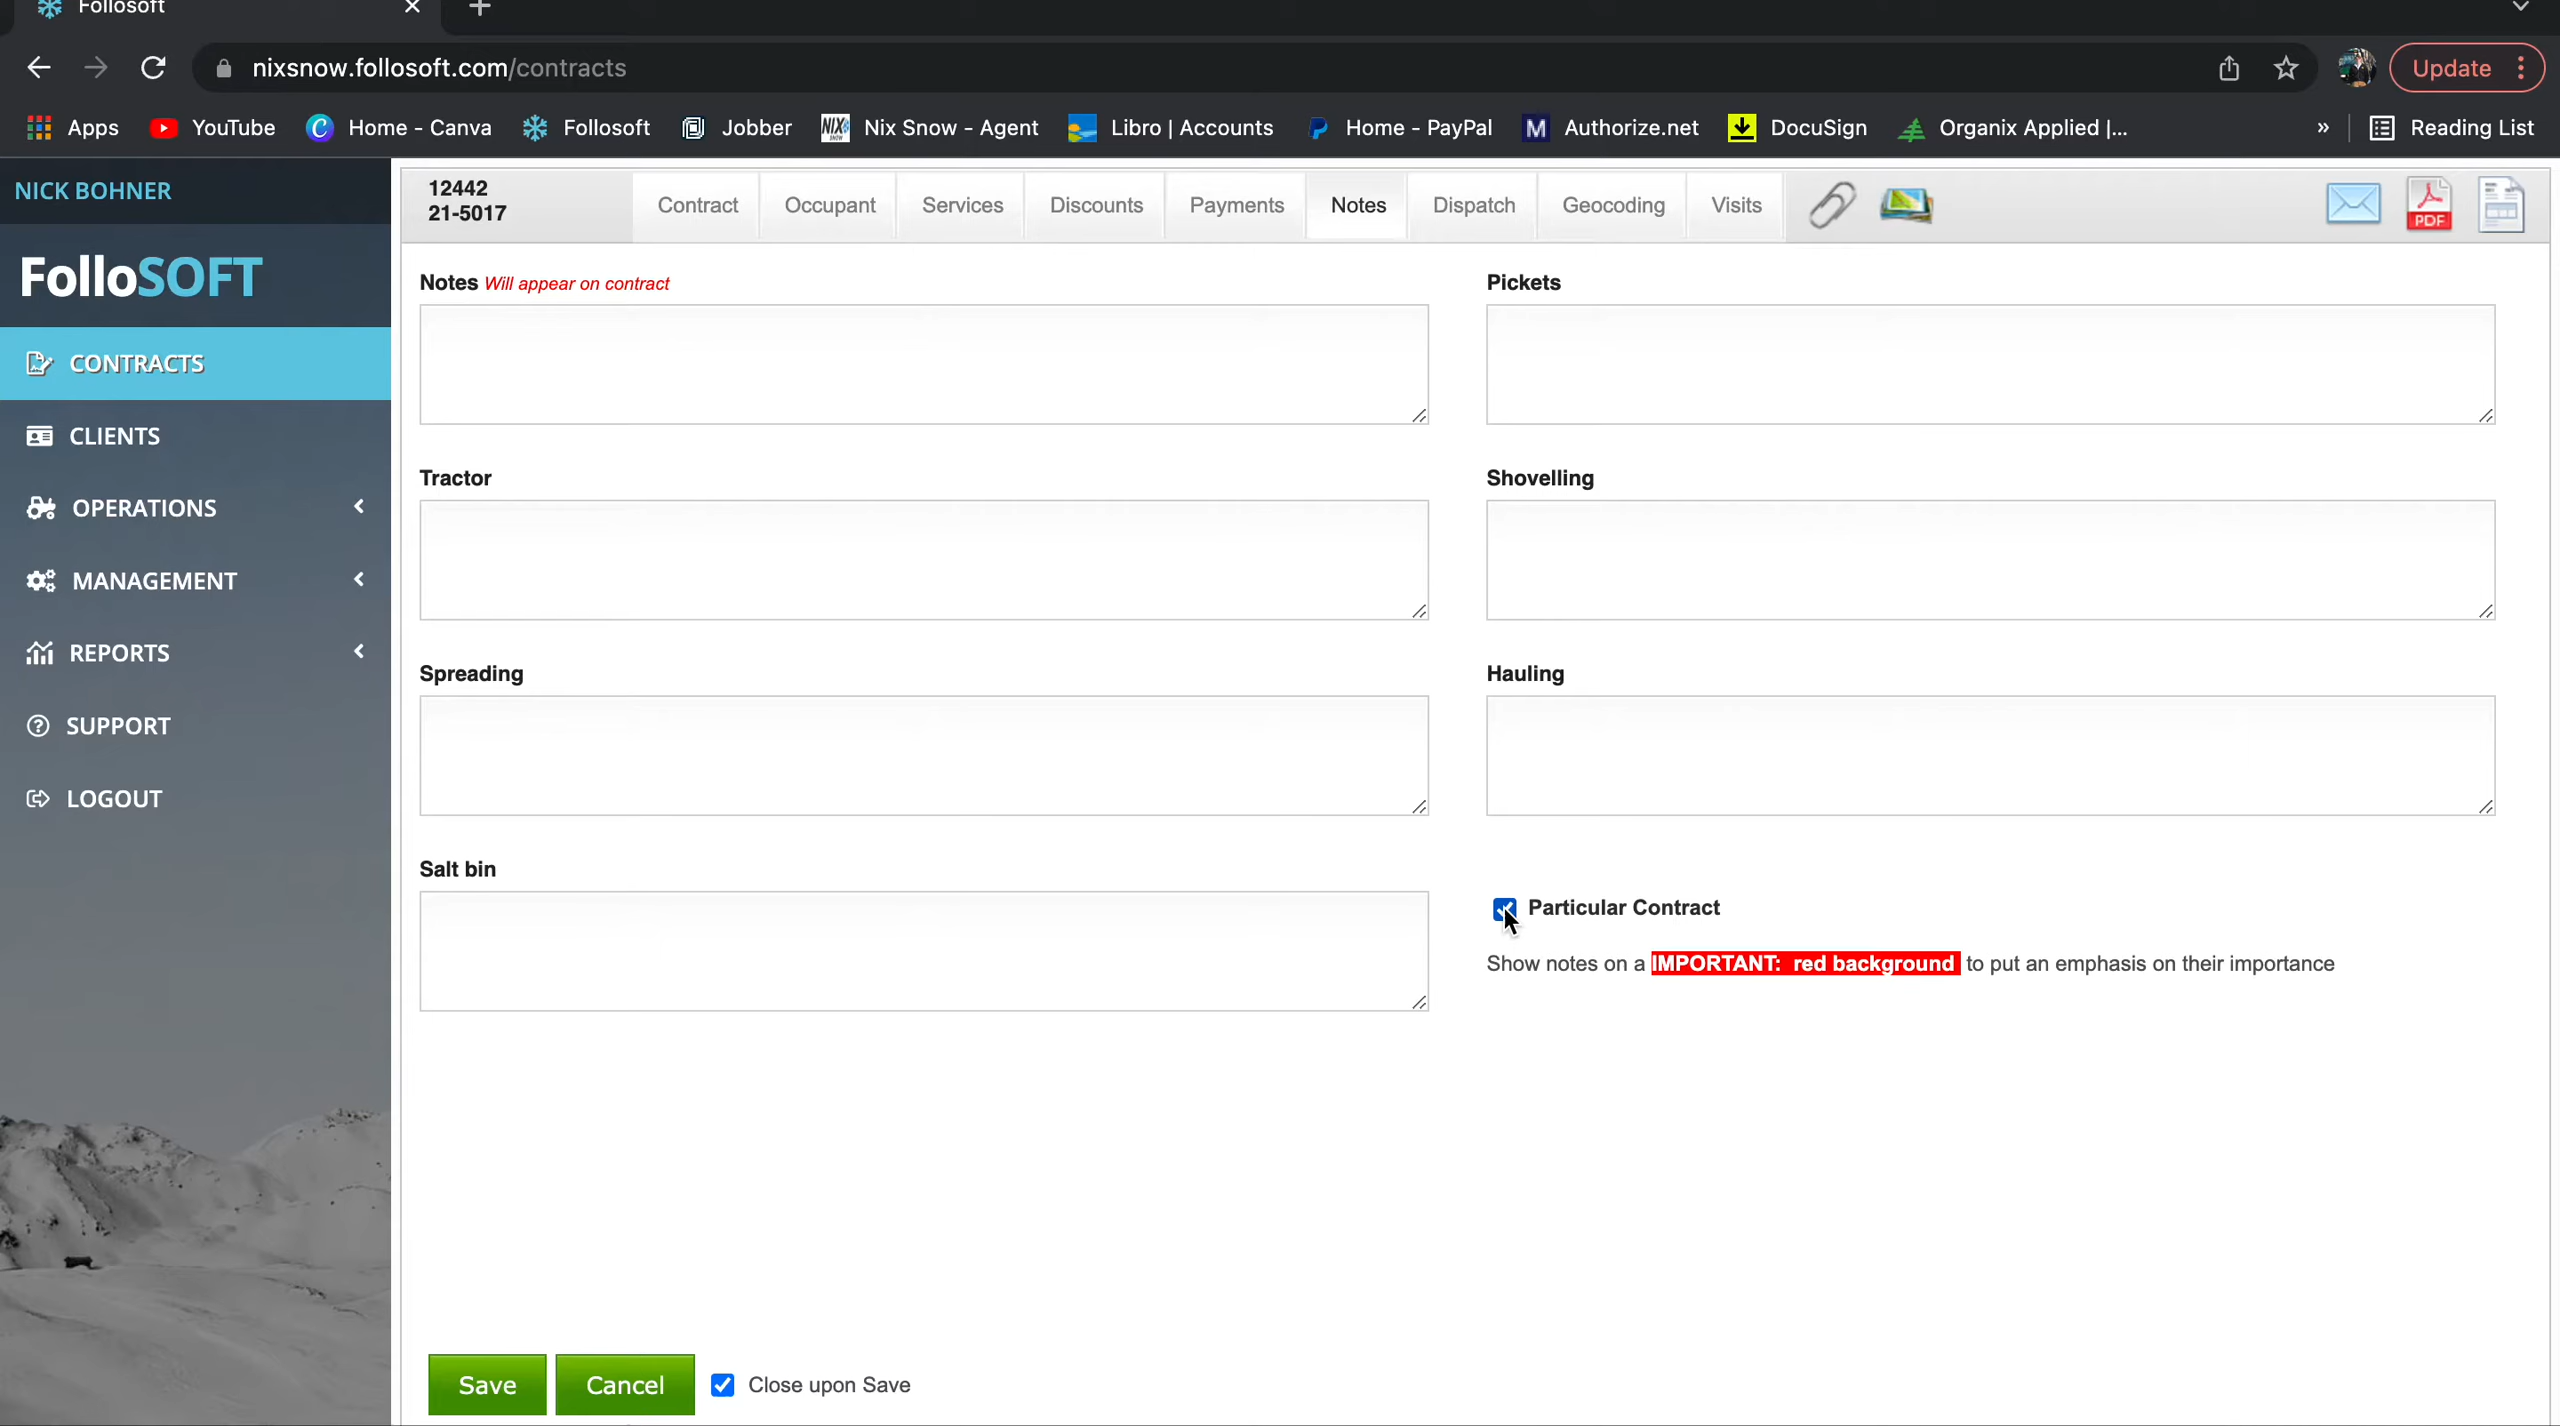 Follosoft
nixsnow.follosoft.com/contracts
Update
Apps YouTube Home - Canva Follosoft Jobber Nix Snow - Agent Libro | Accounts Home - PayPal Authorize.net DocuSign Organix Applied |... » Reading List
NICK BOHNER
FolloSOFT
CONTRACTS
CLIENTS
OPERATIONS
MANAGEMENT
REPORTS
SUPPORT
LOGOUT
12442
21-5017
Contract Occupant Services Discounts Payments Notes Dispatch Geocoding Visits
PDF
Notes Will appear on contract
Pickets
Tractor
Shovelling
Spreading
Hauling
Salt bin
Particular Contract
Show notes on a IMPORTANT: red background to put an emphasis on their importance
Save Cancel Close upon Save